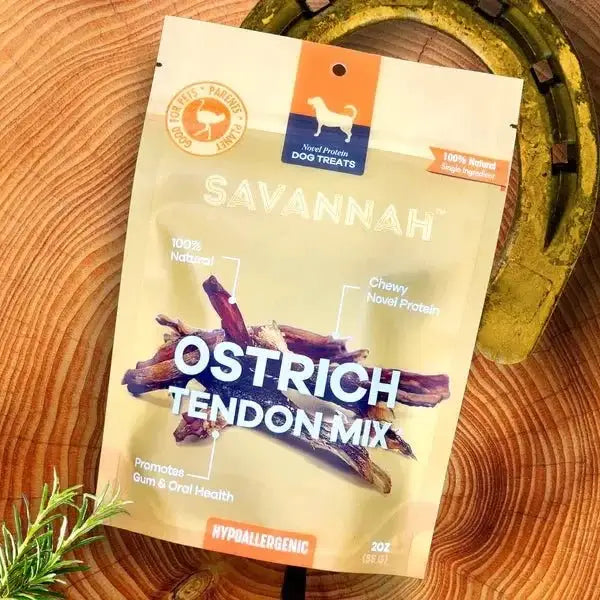 GOOD FOR PETS • PARENTS • PLANET
Novel Protein
DOG TREATS
100% Natural
Single Ingredient
SAVANNAH™
100%
Natural
Chewy
Novel Protein
OSTRICH
TENDON MIX
Promotes
Gum & Oral Health
HYPOALLERGENIC
2OZ
(56 G)